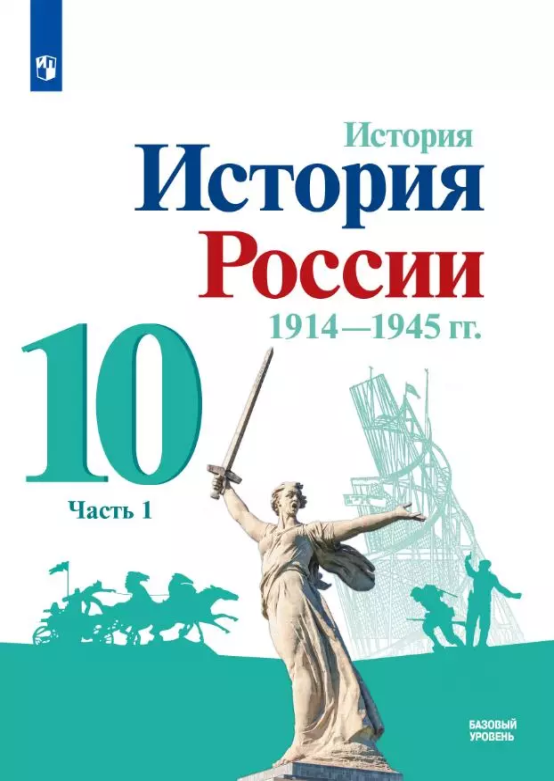 История
История
России
1914—1945 гг.
10
Часть 1
БАЗОВЫЙ
УРОВЕНЬ